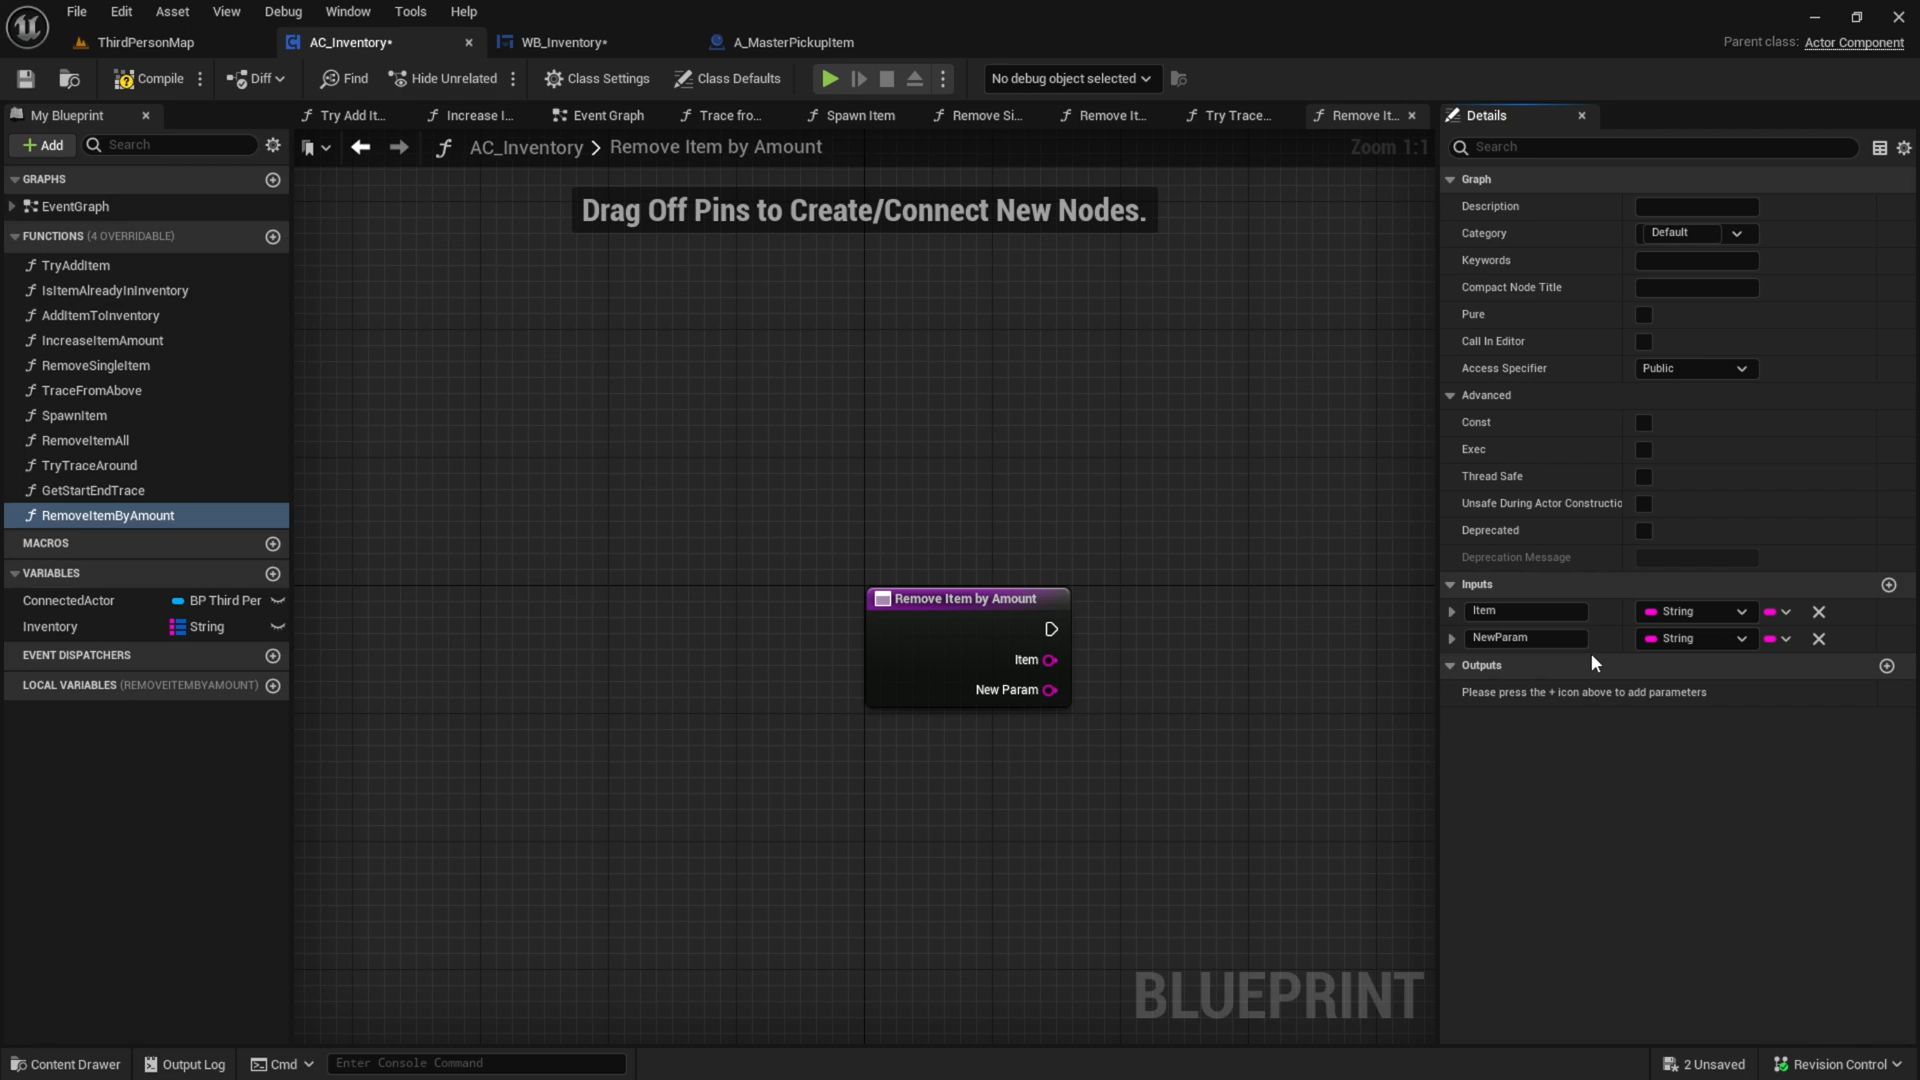 File Edit Asset View Debug Window Tools Help
ThirdPersonMap AC_Inventory* WB_Inventory* A_MasterPickupItem
Parent class: Actor Component
Compile Diff Find Hide Unrelated Class Settings Class Defaults No debug object selected
My Blueprint
Try Add It... Increase I... Event Graph Trace fro... Spawn Item Remove Si... Remove It... Try Trace... Remove It...
Details
Add Search
AC_Inventory > Remove Item by Amount
Zoom 1:1
Search
GRAPHS
EventGraph
FUNCTIONS (4 OVERRIDABLE)
TryAddItem
IsItemAlreadyInInventory
AddItemToInventory
IncreaseItemAmount
RemoveSingleItem
TraceFromAbove
SpawnItem
RemoveItemAll
TryTraceAround
GetStartEndTrace
RemoveItemByAmount
MACROS
VARIABLES
ConnectedActor BP Third Per
Inventory String
EVENT DISPATCHERS
LOCAL VARIABLES (REMOVEITEMBYAMOUNT)
Drag Off Pins to Create/Connect New Nodes.
Remove Item by Amount
Item
New Param
BLUEPRINT
Graph
Description
Category Default
Keywords
Compact Node Title
Pure
Call In Editor
Access Specifier Public
Advanced
Const
Exec
Thread Safe
Unsafe During Actor Constructio
Deprecated
Deprecation Message
Inputs
Item String
NewParam String
Outputs
Please press the + icon above to add parameters
Content Drawer Output Log Cmd Enter Console Command
2 Unsaved Revision Control